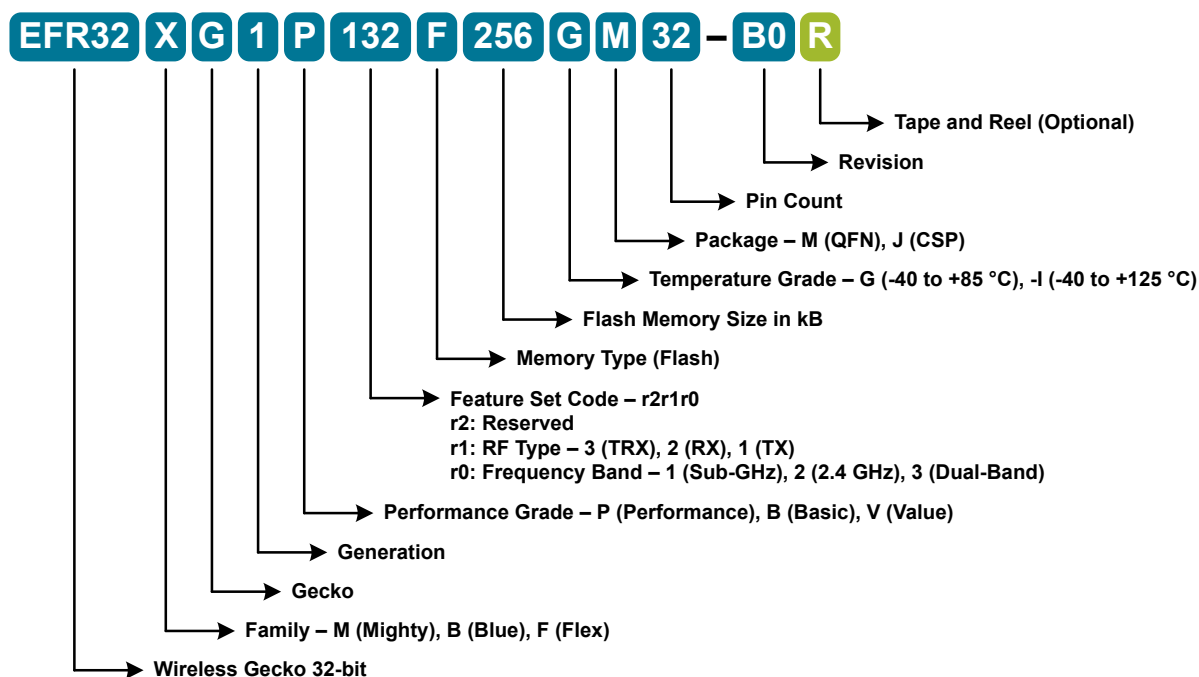 EFR32 X G 1 P 132 F 256 G M 32 – B0 R
Tape and Reel (Optional)
Revision
Pin Count
Package – M (QFN), J (CSP)
Temperature Grade – G (-40 to +85 °C), -I (-40 to +125 °C)
Flash Memory Size in kB
Memory Type (Flash)
Feature Set Code – r2r1r0
r2: Reserved
r1: RF Type – 3 (TRX), 2 (RX), 1 (TX)
r0: Frequency Band – 1 (Sub-GHz), 2 (2.4 GHz), 3 (Dual-Band)
Performance Grade – P (Performance), B (Basic), V (Value)
Generation
Gecko
Family – M (Mighty), B (Blue), F (Flex)
Wireless Gecko 32-bit